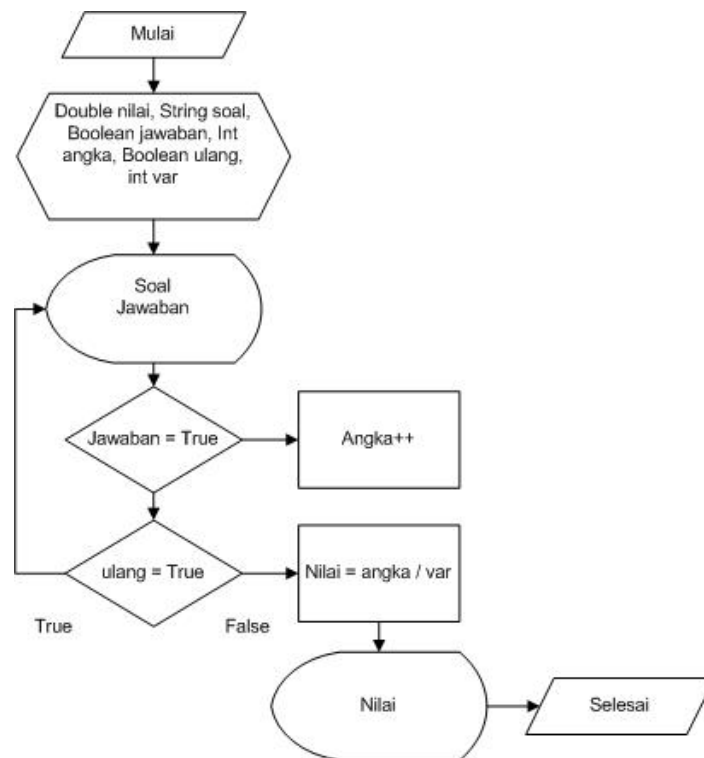 Mulai
Double nilai, String soal,
Boolean jawaban, Int
angka, Boolean ulang,
int var
Soal
Jawaban
Jawaban = True
Angka++
ulang = True
Nilai = angka / var
True
False
Nilai
Selesai